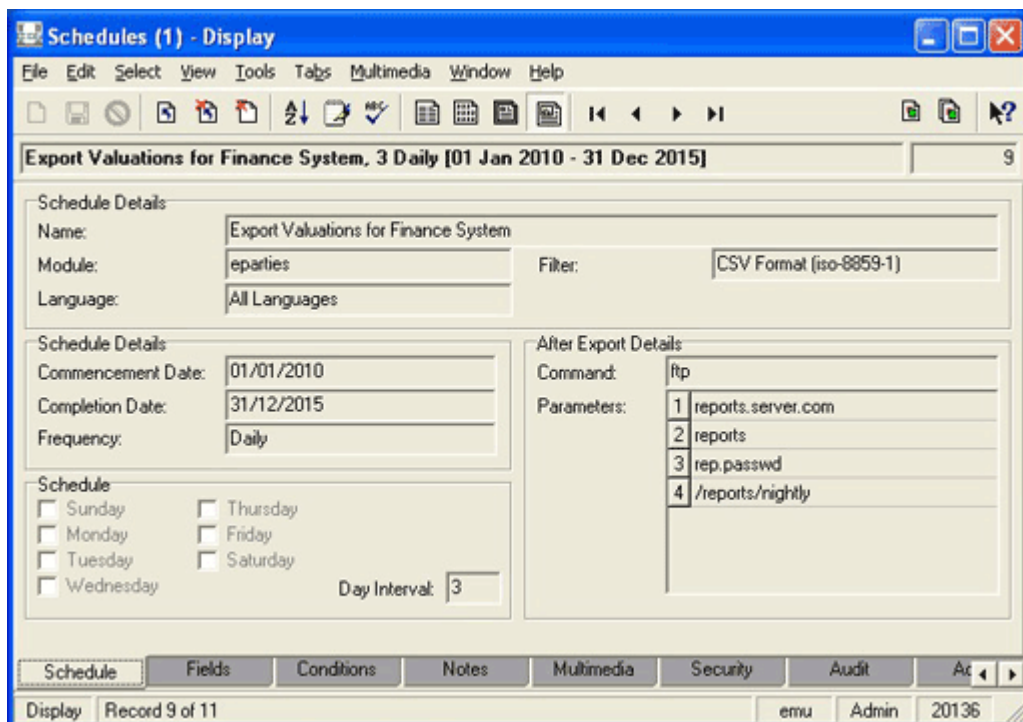 Schedules (1) - Display
File Edit Select View Tools Tabs Multimedia Window Help
Export Valuations for Finance System, 3 Daily [01 Jan 2010 - 31 Dec 2015] 9
Schedule Details
Name: Export Valuations for Finance System
Module: eparties Filter: CSV Format (iso-8859-1)
Language: All Languages
Schedule Details After Export Details
Commencement Date: 01/01/2010 Command: ftp
Completion Date: 31/12/2015 Parameters: 1 reports.server.com
Frequency: Daily 2 reports
3 rep.passwd
Schedule 4 /reports/nightly
Sunday Thursday
Monday Friday
Tuesday Saturday
Wednesday Day Interval: 3
Schedule Fields Conditions Notes Multimedia Security Audit
Display Record 9 of 11 emu Admin 20136